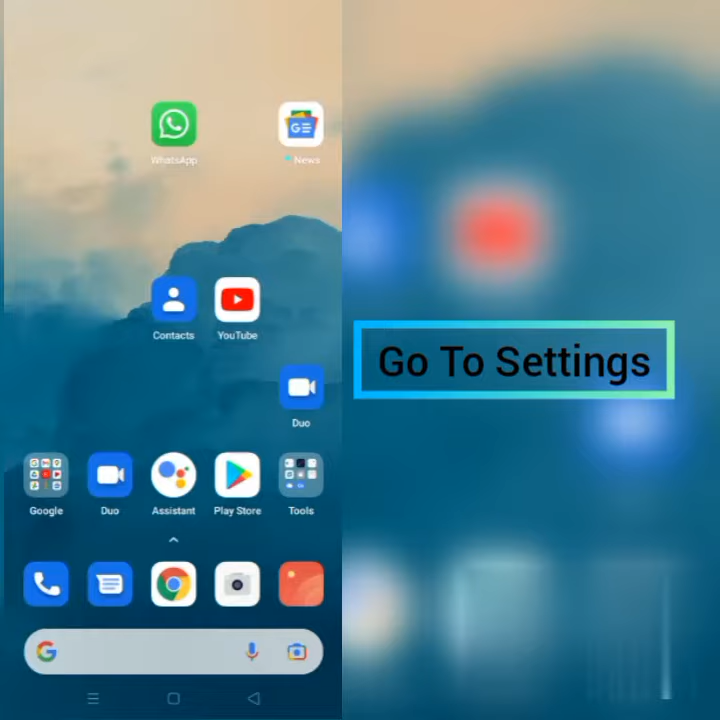 WhatsApp
News
Contacts
YouTube
Duo
Google
Duo
Assistant
Play Store
Tools
Go To Settings